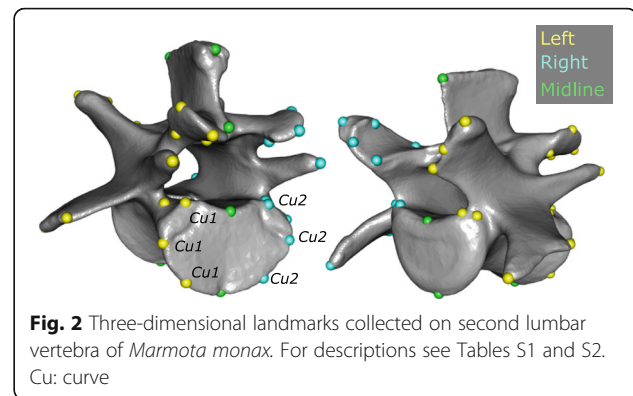 Left
Right
Midline
Cu1
Cu2
Cu1
Cu2
Cu1
Cu2
Fig. 2 Three-dimensional landmarks collected on second lumbar
vertebra of Marmota monax. For descriptions see Tables S1 and S2.
Cu: curve